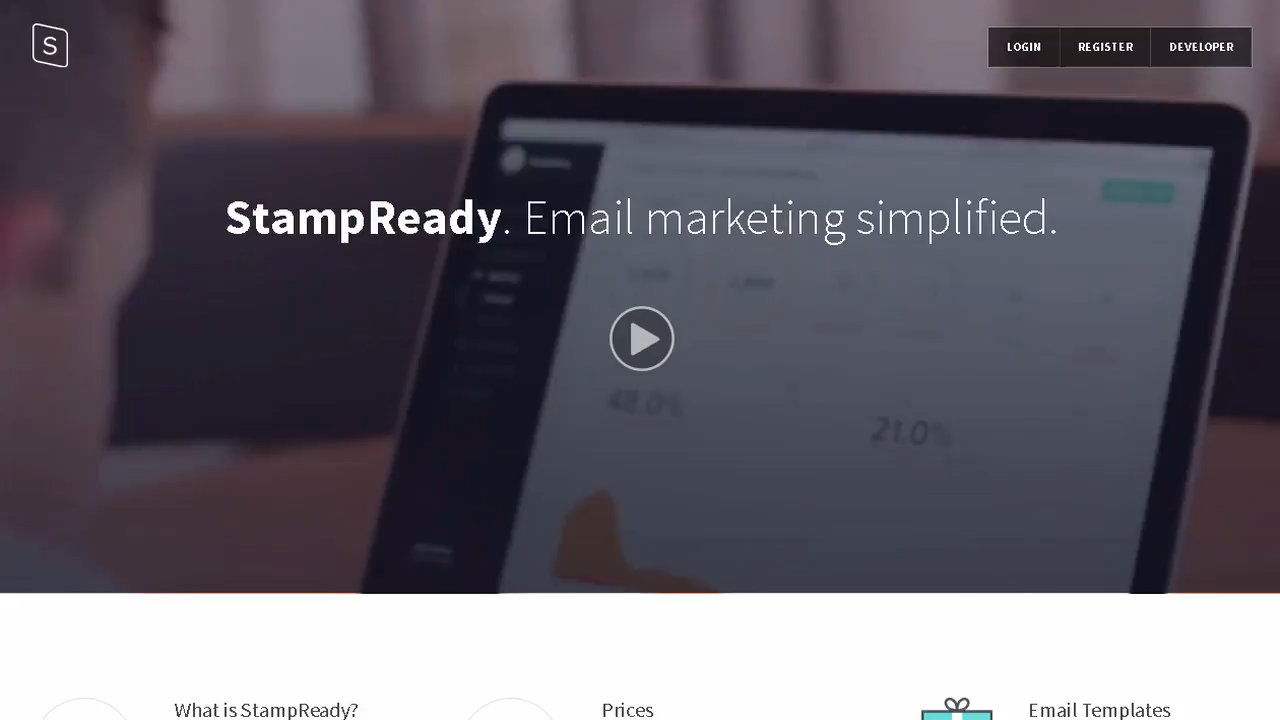 S
LOGIN REGISTER DEVELOPER
StampReady. Email marketing simplified.
48.0%
21.0%
What is StampReady? Prices Email Templates